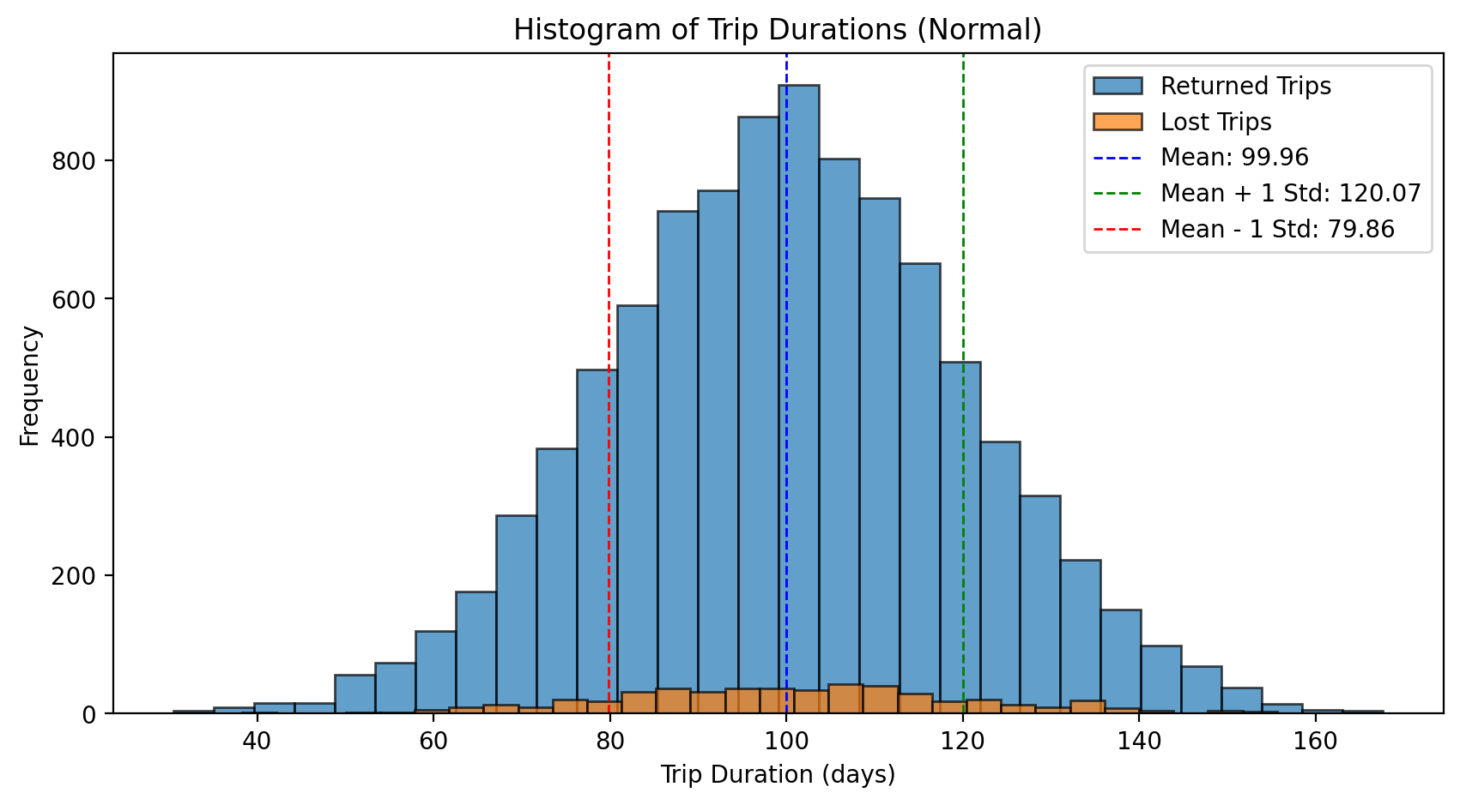 Histogram of Trip Durations (Normal)
Returned Trips
Lost Trips
Mean: 99.96
Mean + 1 Std: 120.07
Mean - 1 Std: 79.86
Frequency
800
600
400
200
0
40 60 80 100 120 140 160
Trip Duration (days)